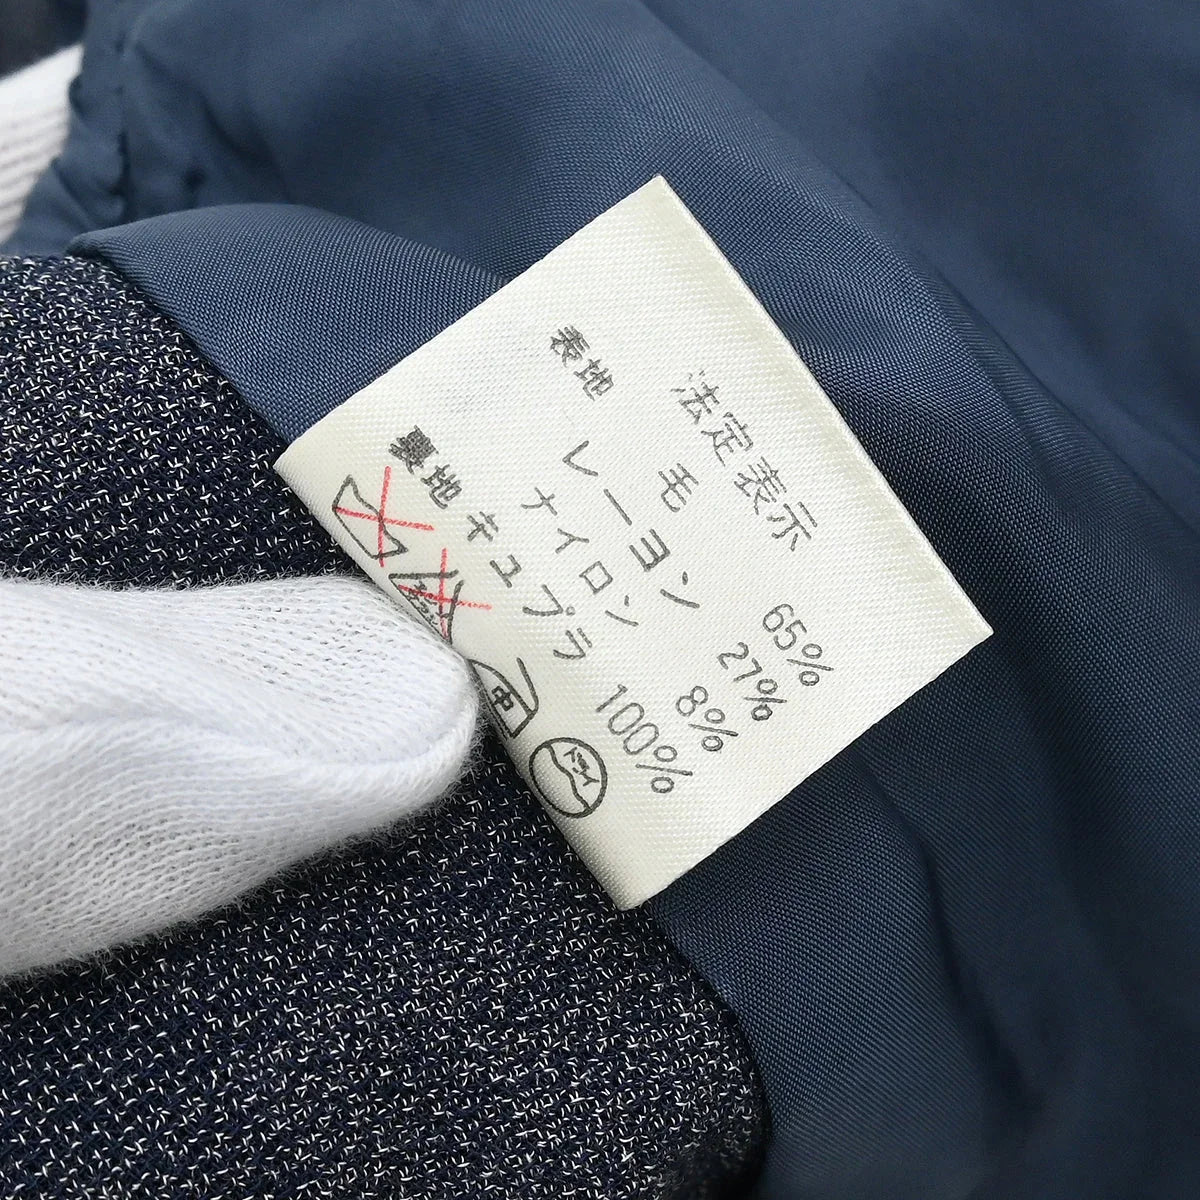 法定表示
表地 毛 65%
レーヨン 27%
ナイロン 8%
裏地 キュプラ 100%
中
ドライ